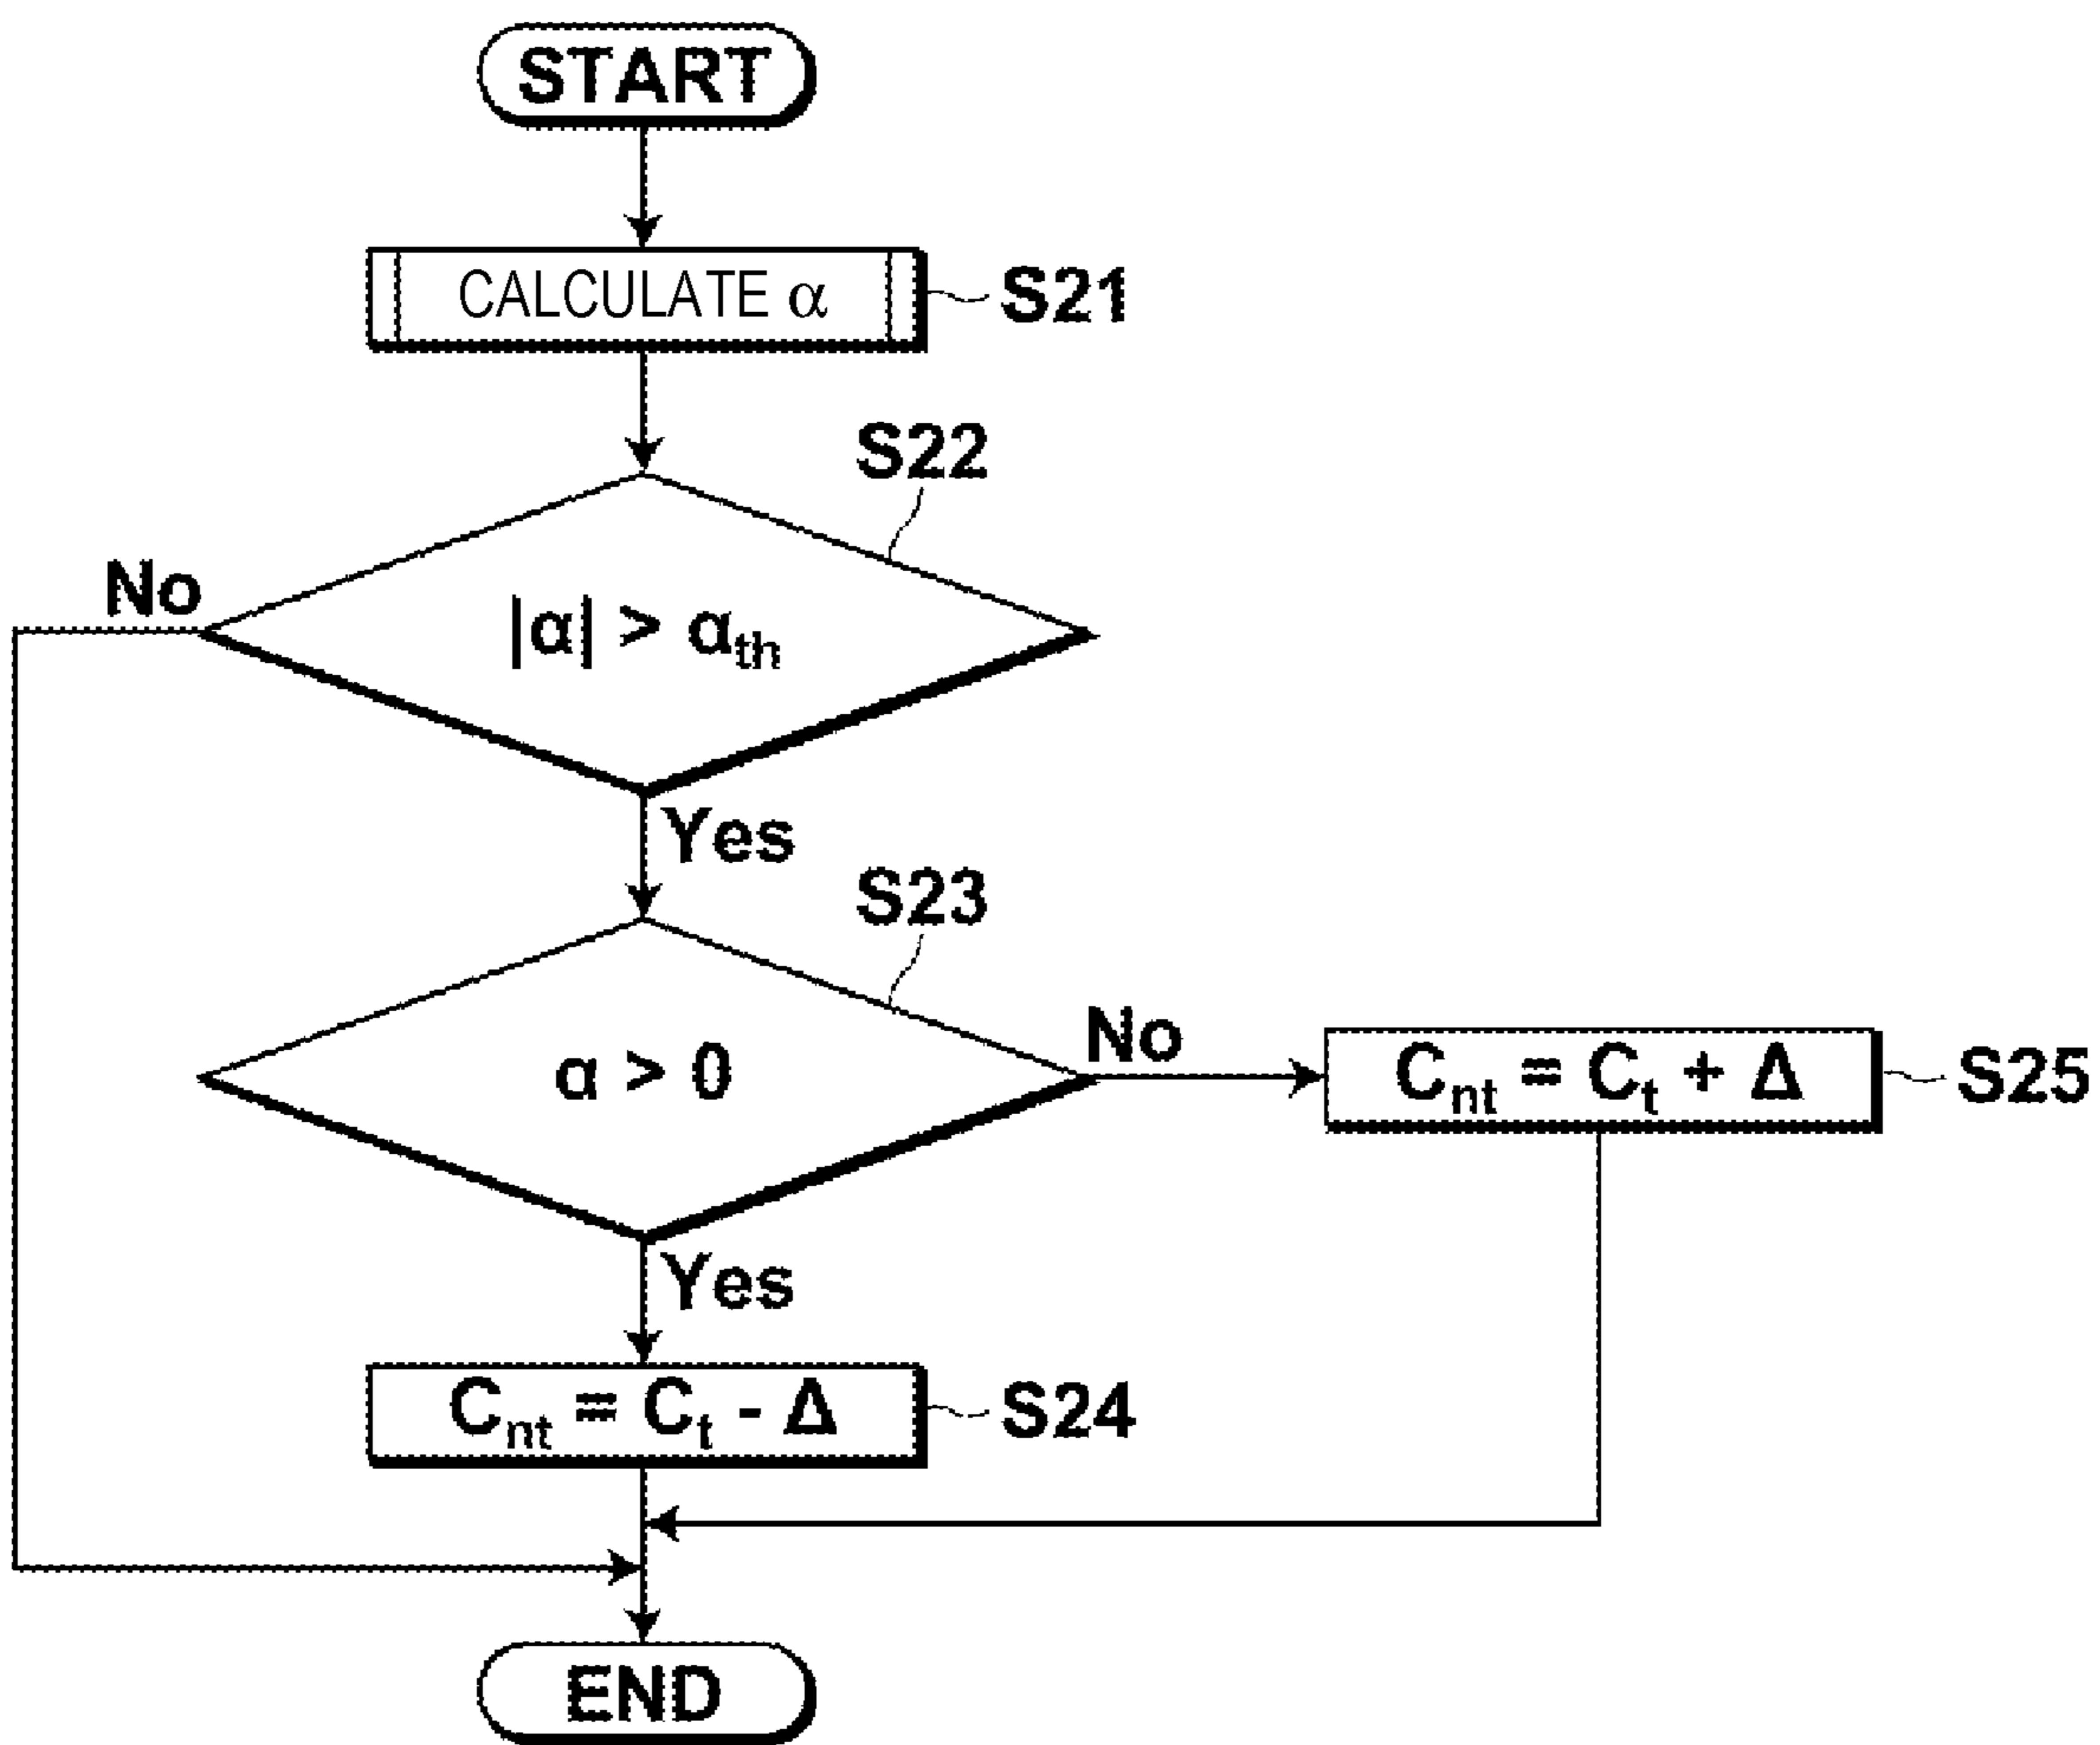 START
CALCULATE α
S21
S22
|α| > α_th
No
Yes
S23
α > 0
No
C_nt = C_t + Δ
S25
Yes
C_nt = C_t - Δ
S24
END